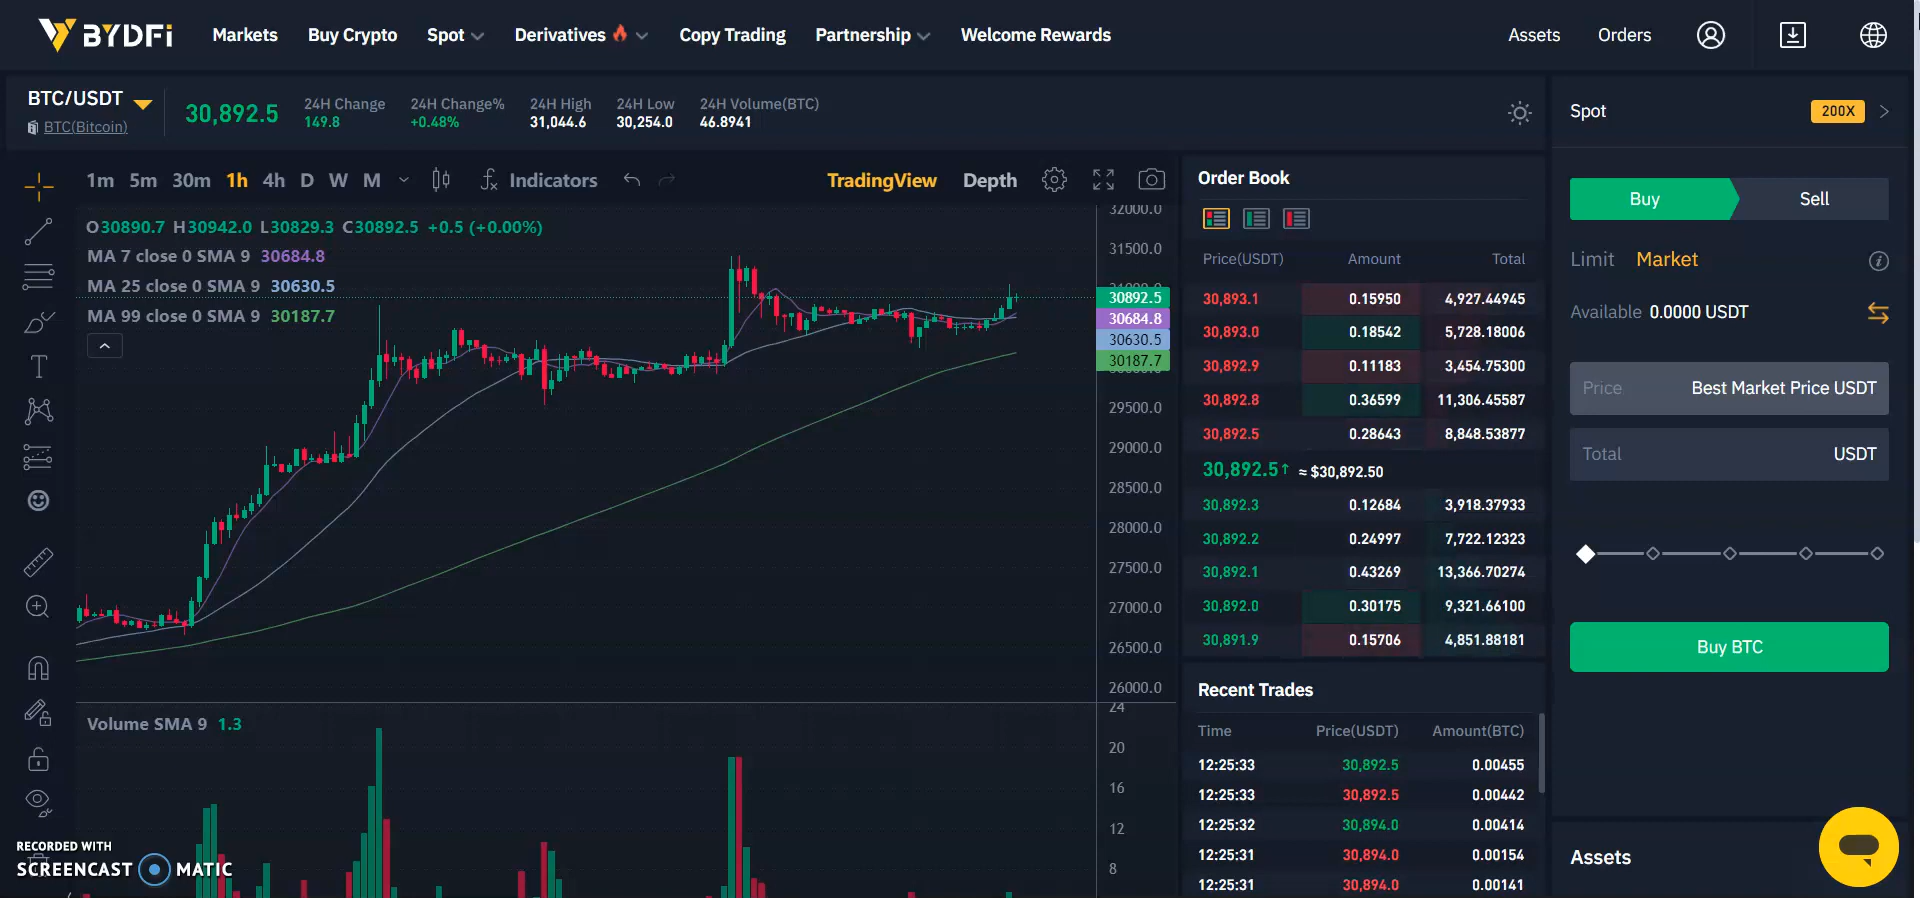 BYDFi Markets Buy Crypto Spot Derivatives Copy Trading Partnership Welcome Rewards Assets Orders
BTC/USDT
BTC(Bitcoin)
30,892.5
24H Change 24H Change% 24H High 24H Low 24H Volume(BTC)
149.8 +0.48% 31,044.6 30,254.0 46.8941
Spot 200X
1m 5m 30m 1h 4h D W M Indicators TradingView Depth
O30890.7 H30942.0 L30829.3 C30892.5 +0.5 (+0.00%)
MA 7 close 0 SMA 9 30684.8
MA 25 close 0 SMA 9 30630.5
MA 99 close 0 SMA 9 30187.7
32000.0
31500.0
30892.5
30684.8
30630.5
30187.7
29500.0
29000.0
28500.0
28000.0
27500.0
27000.0
26500.0
26000.0
Volume SMA 9 1.3
24
20
16
12
8
Order Book
Price(USDT) Amount Total
30,893.1 0.15950 4,927.44945
30,893.0 0.18542 5,728.18006
30,892.9 0.11183 3,454.75300
30,892.8 0.36599 11,306.45587
30,892.5 0.28643 8,848.53877
30,892.5↑ ≈ $30,892.50
30,892.3 0.12684 3,918.37933
30,892.2 0.24997 7,722.12323
30,892.1 0.43269 13,366.70274
30,892.0 0.30175 9,321.66100
30,891.9 0.15706 4,851.88181
Recent Trades
Time Price(USDT) Amount(BTC)
12:25:33 30,892.5 0.00455
12:25:33 30,892.5 0.00442
12:25:32 30,894.0 0.00414
12:25:31 30,894.0 0.00154
12:25:31 30,894.0 0.00141
Buy Sell
Limit Market
Available 0.0000 USDT
Price Best Market Price USDT
Total USDT
Buy BTC
Assets
RECORDED WITH
SCREENCAST MATIC